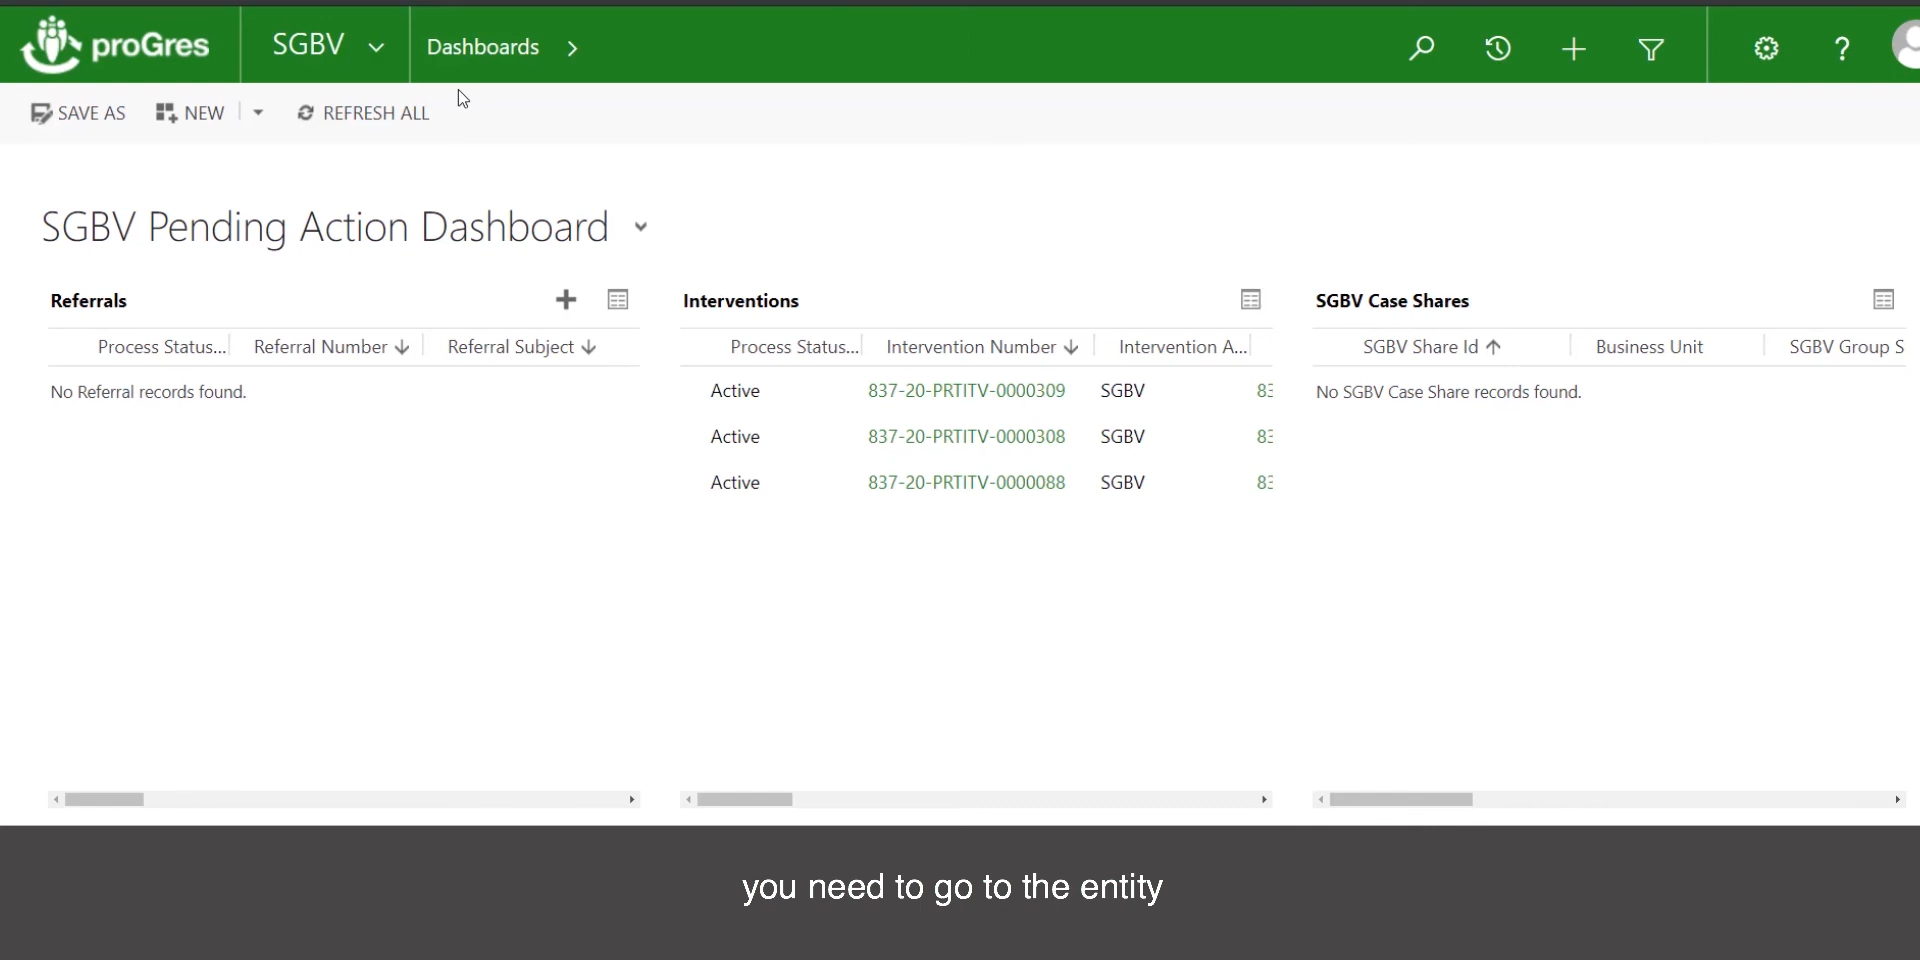 proGres
SGBV
Dashboards
SAVE AS
NEW
REFRESH ALL
SGBV Pending Action Dashboard
Referrals
Process Status...
Referral Number
Referral Subject
No Referral records found.
Interventions
Process Status...
Intervention Number
Intervention A...
Active 837-20-PRTITV-0000309 SGBV
Active 837-20-PRTITV-0000308 SGBV
Active 837-20-PRTITV-0000088 SGBV
SGBV Case Shares
SGBV Share Id
Business Unit
SGBV Group S
No SGBV Case Share records found.
you need to go to the entity